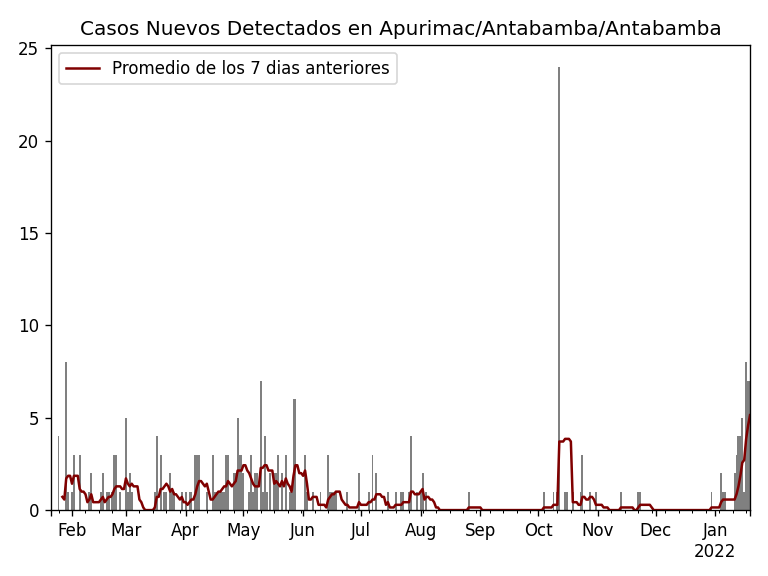 Casos Nuevos Detectados en Apurimac/Antabamba/Antabamba
Promedio de los 7 dias anteriores
25
20
15
10
5
0
Feb Mar Apr May Jun Jul Aug Sep Oct Nov Dec Jan
2022